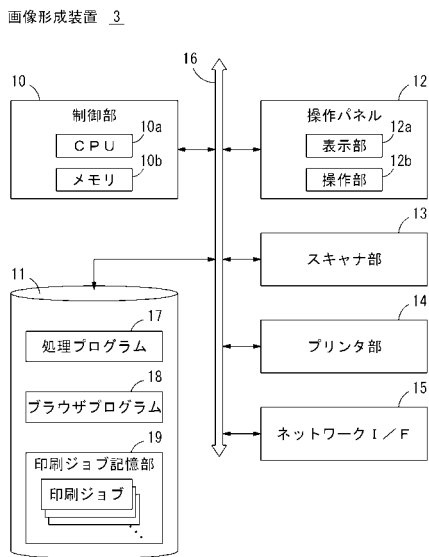 画像形成装置 3
16
10
制御部
10a
CPU
10b
メモリ
12
操作パネル
12a
表示部
12b
操作部
13
スキャナ部
11
17
処理プログラム
14
プリンタ部
18
ブラウザプログラム
15
ネットワークI/F
19
印刷ジョブ記憶部
印刷ジョブ